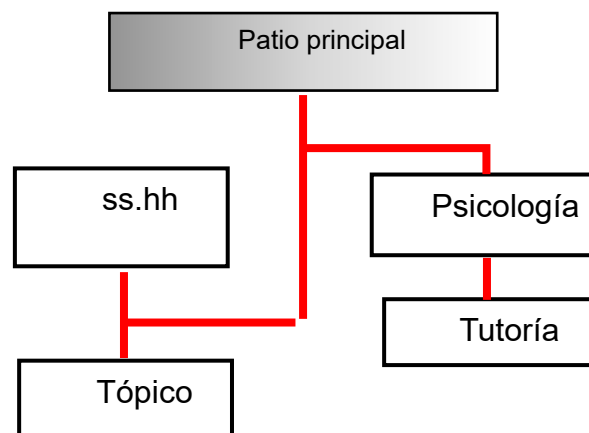 Patio principal
ss.hh
Psicología
Tutoría
Tópico